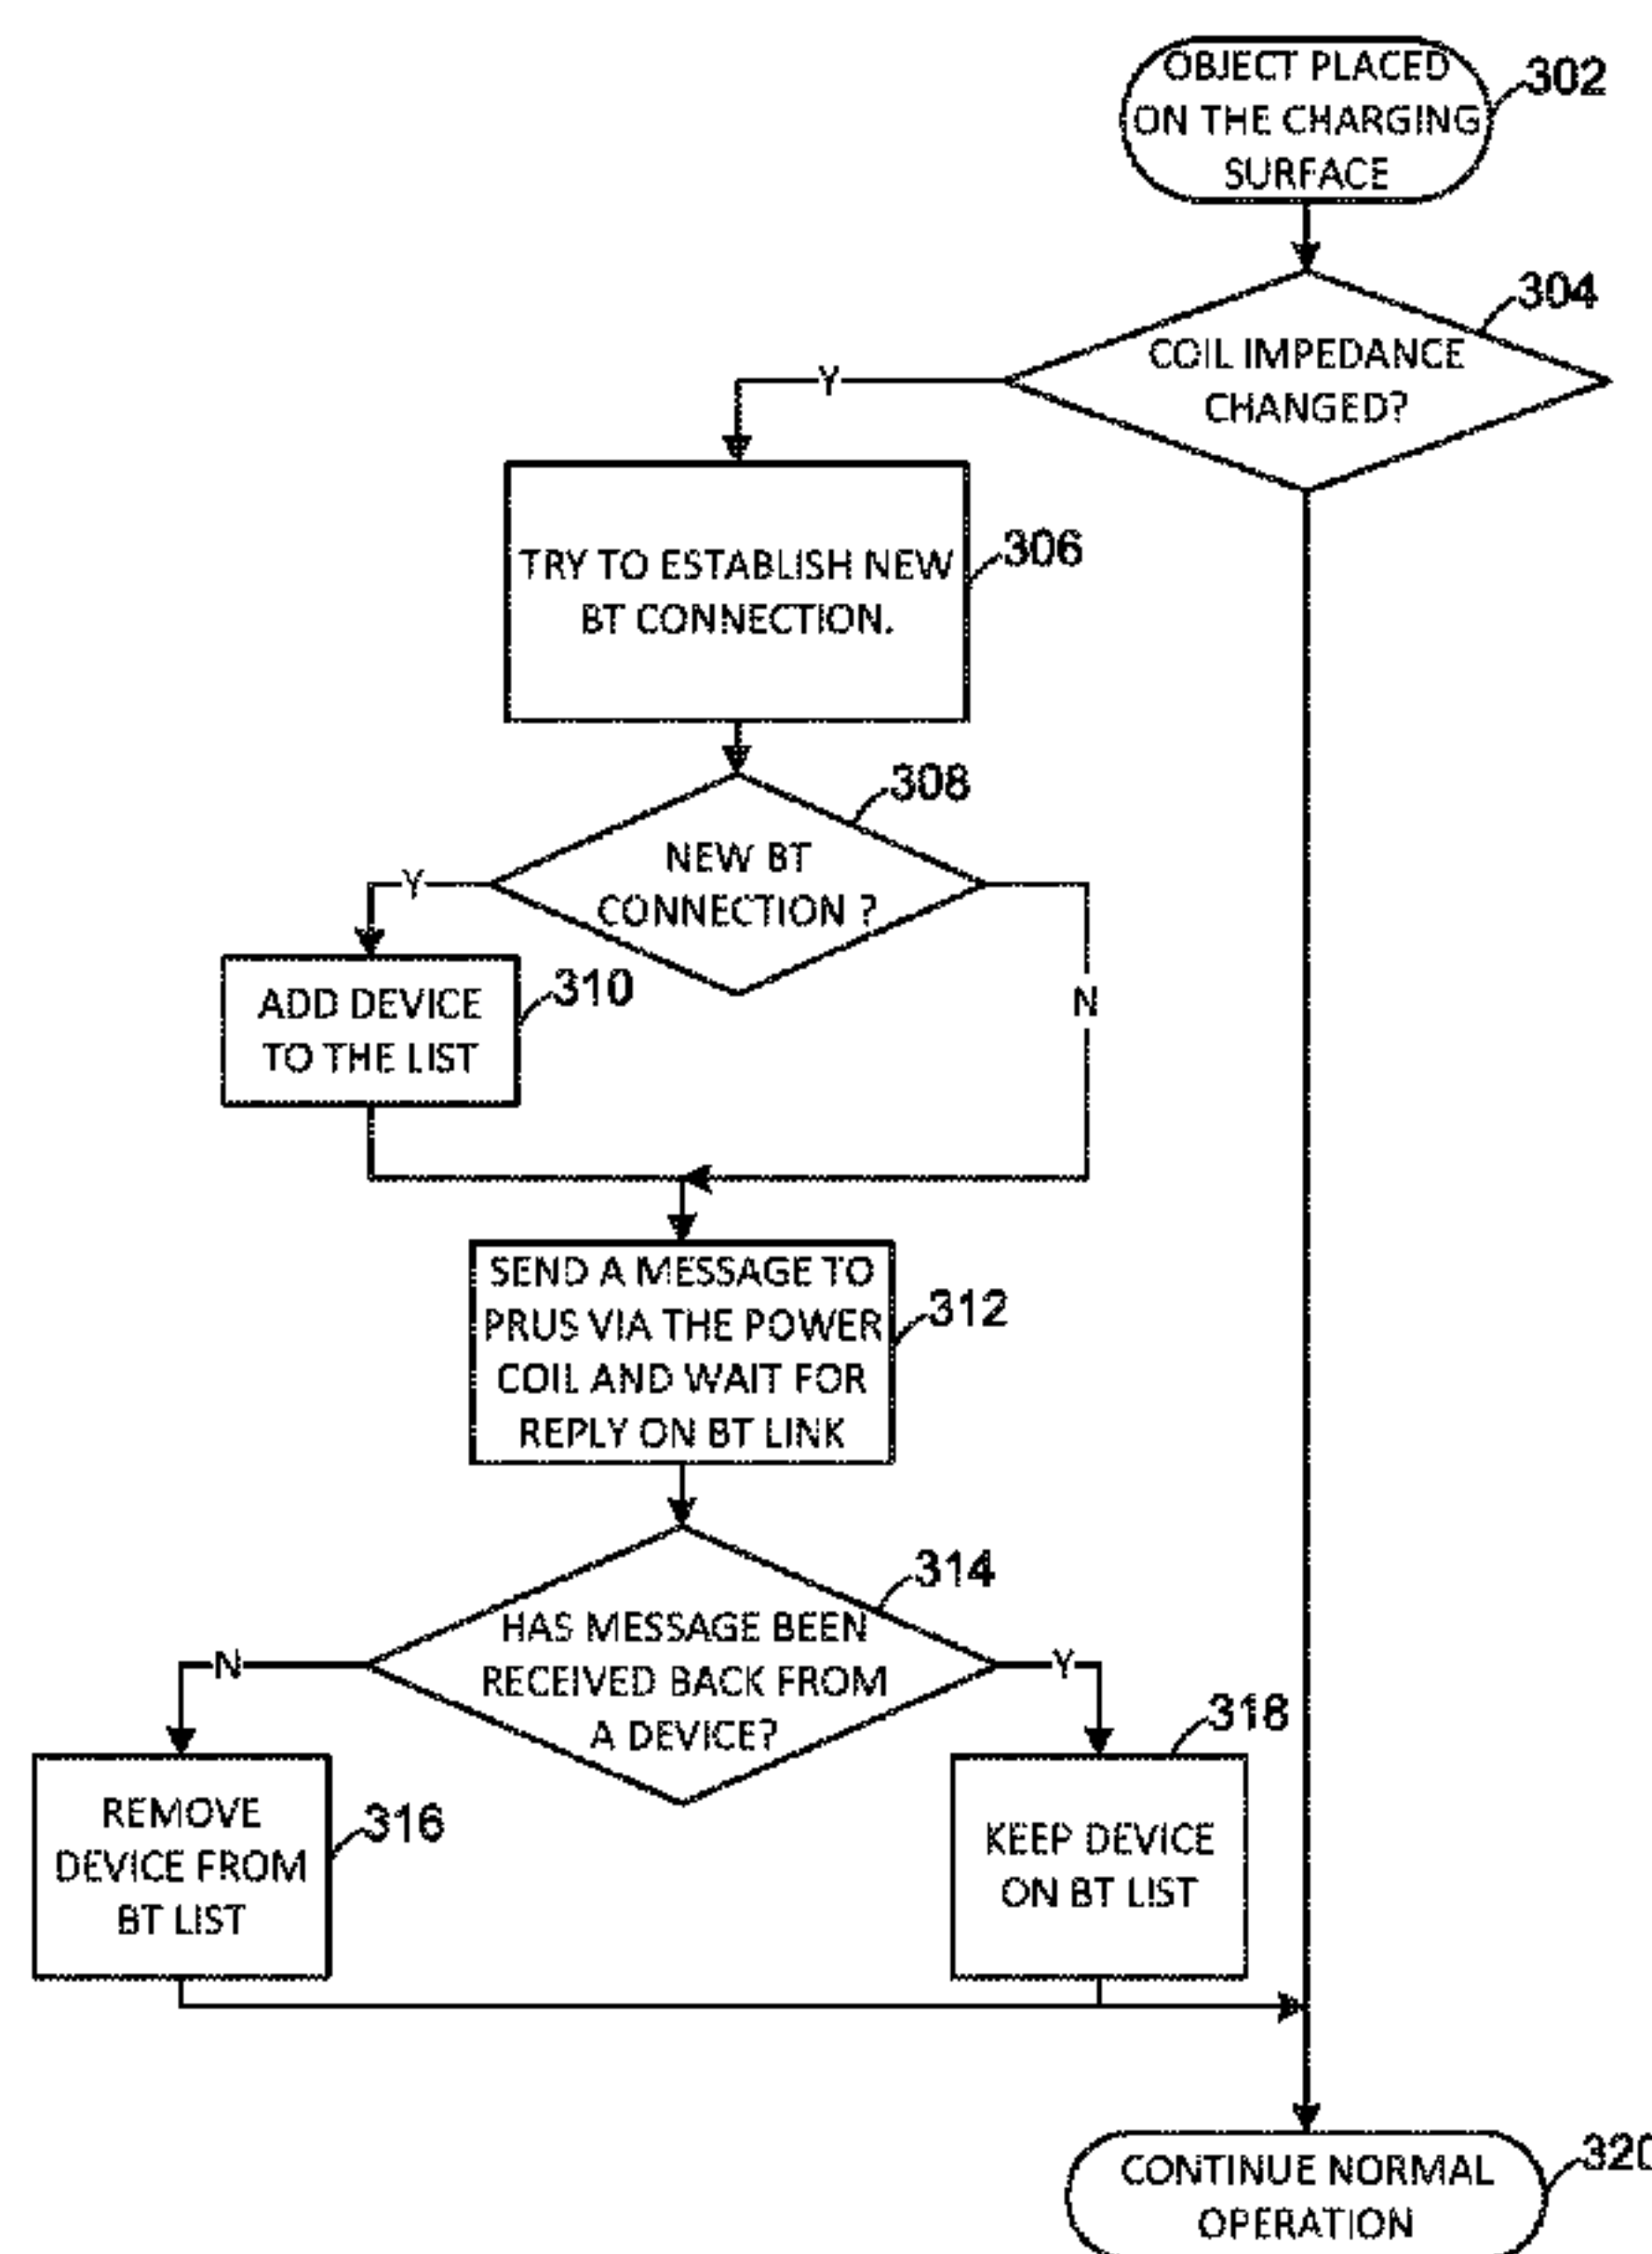 OBJECT PLACED
ON THE CHARGING
SURFACE
302
304
COIL IMPEDANCE
CHANGED?
Y
TRY TO ESTABLISH NEW
BT CONNECTION.
306
308
NEW BT
CONNECTION ?
Y
N
ADD DEVICE
TO THE LIST
310
SEND A MESSAGE TO
PRUS VIA THE POWER
COIL AND WAIT FOR
REPLY ON BT LINK
312
314
HAS MESSAGE BEEN
RECEIVED BACK FROM
A DEVICE?
N
Y
REMOVE
DEVICE FROM
BT LIST
316
318
KEEP DEVICE
ON BT LIST
CONTINUE NORMAL
OPERATION
320